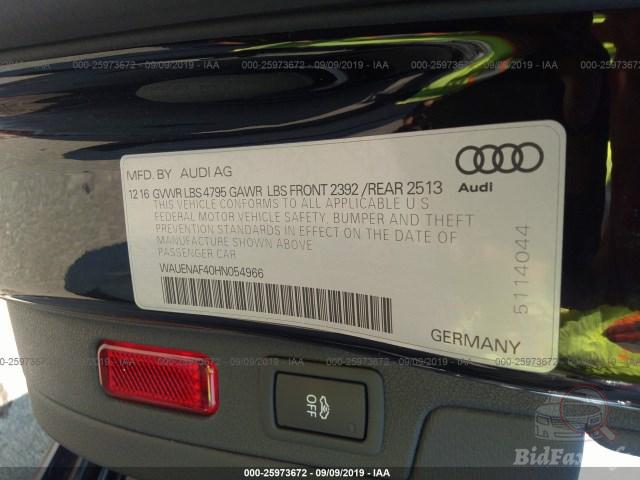 000-25973672 - 09/09/2019 - IAA
MFD. BY AUDI AG
12 16 GVWR LBS 4795 GAWR LBS FRONT 2392 /REAR 2513
THIS VEHICLE CONFORMS TO ALL APPLICABLE U S
FEDERAL MOTOR VEHICLE SAFETY, BUMPER AND THEFT
PREVENTION STANDARDS IN EFFECT ON THE DATE OF
MANUFACTURE SHOWN ABOVE
PASSENGER CAR
WAUENAF40HN054966
Audi
5114044
GERMANY
000-25973672 - 09/09/2019 - IAA
OFF
000-25973672 - 09/09/2019 - IAA